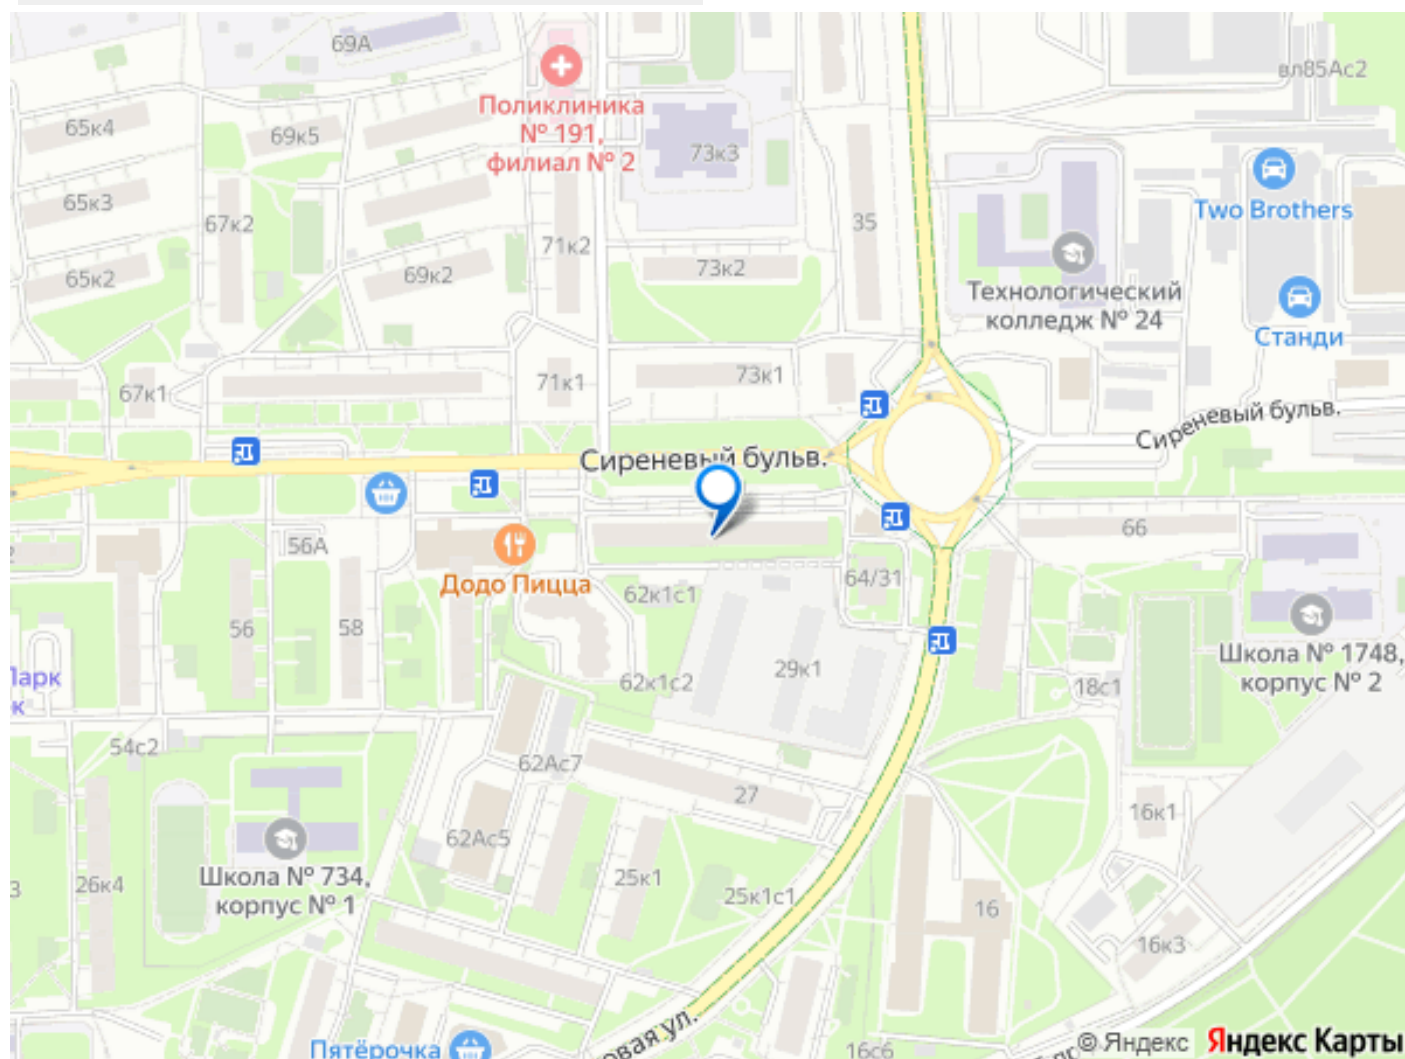 69А
вл85Ас2
Поликлиника
№ 191,
филиал № 2
65к4
69к5
73к3
65к3
67к2
71к2
35
Two Brothers
65к2
69к2
73к2
Технологический
колледж № 24
Станди
67к1
71к1
73к1
Сиреневый бульв.
Сиреневый бульв.
66
56А
Додо Пицца
62к1с1
64/31
56
58
Школа № 1748,
корпус № 2
Парк
62к1с2
29к1
18с1
54с2
62Ас7
27
16к1
62Ас5
Школа № 734,
корпус № 1
26к4
25к1
25к1с1
16
16к3
овая ул.
Пятёрочка
16с6
© Яндекс Яндекс Карты